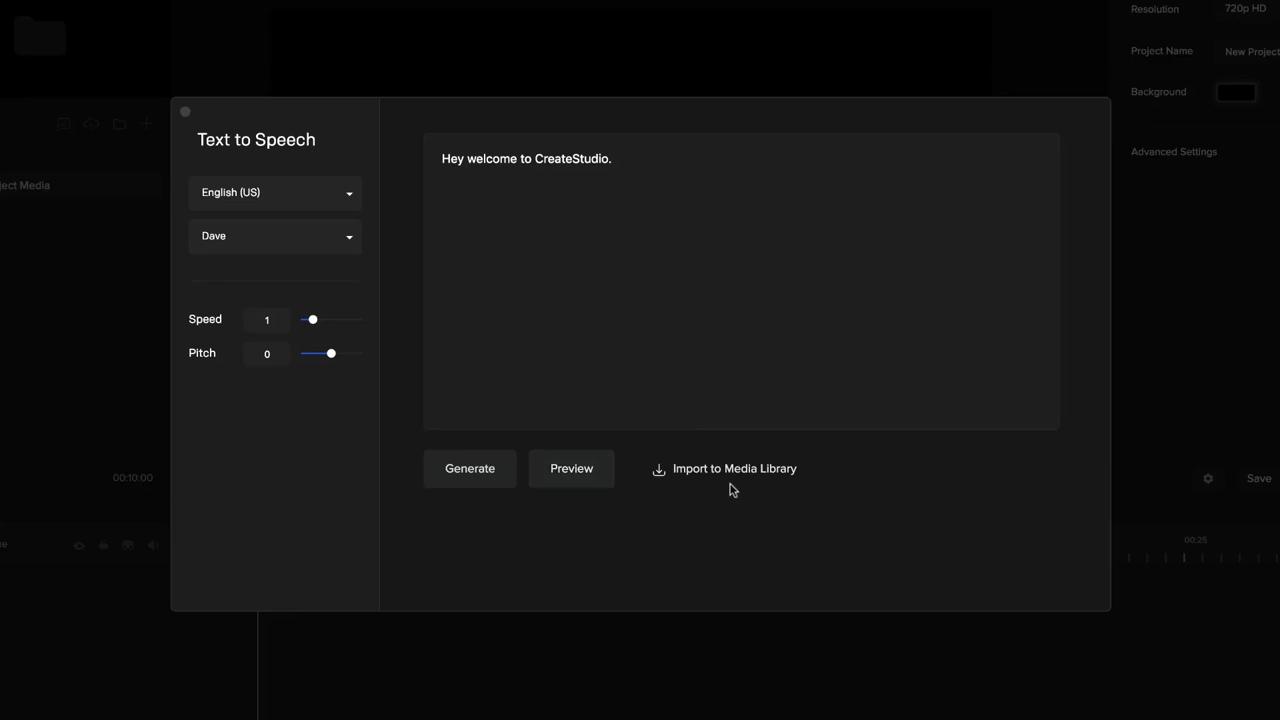 Resolution
720p HD
Project Name
New Project
Background
Text to Speech
Hey welcome to CreateStudio.
Advanced Settings
ject Media
English (US)
Dave
Speed
1
Pitch
0
Generate
Preview
Import to Media Library
00:10:00
Save
00:25